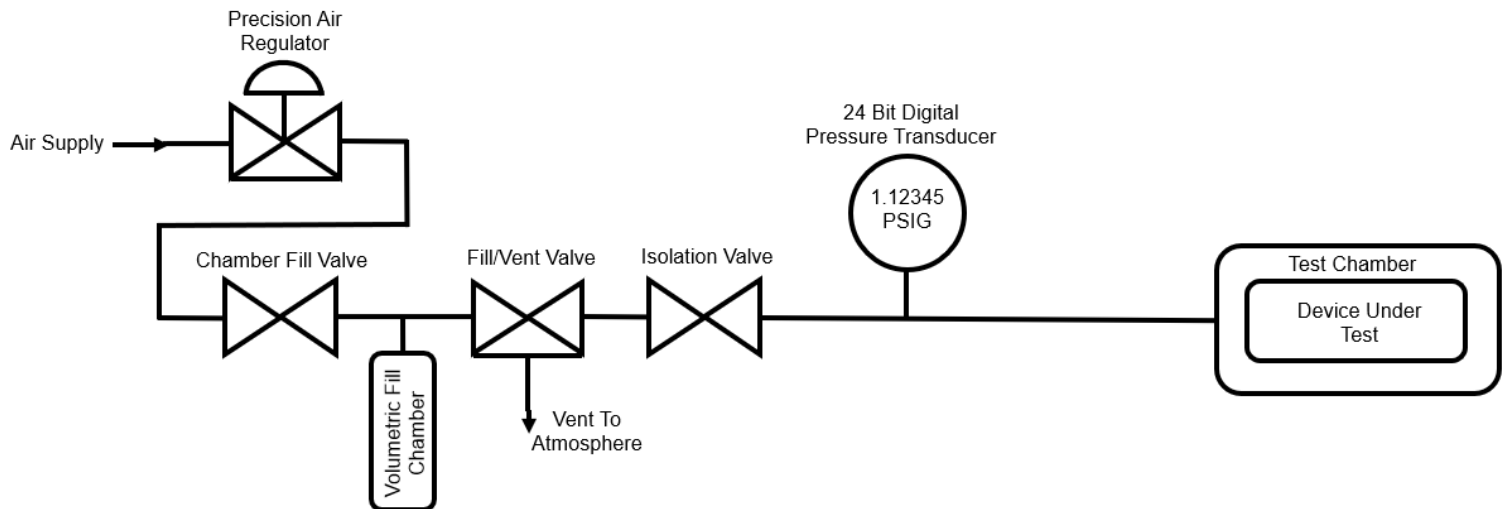 Precision Air
Regulator
Air Supply
24 Bit Digital
Pressure Transducer
1.12345
PSIG
Chamber Fill Valve
Fill/Vent Valve
Isolation Valve
Test Chamber
Device Under
Test
Volumetric Fill
Chamber
Vent To
Atmosphere